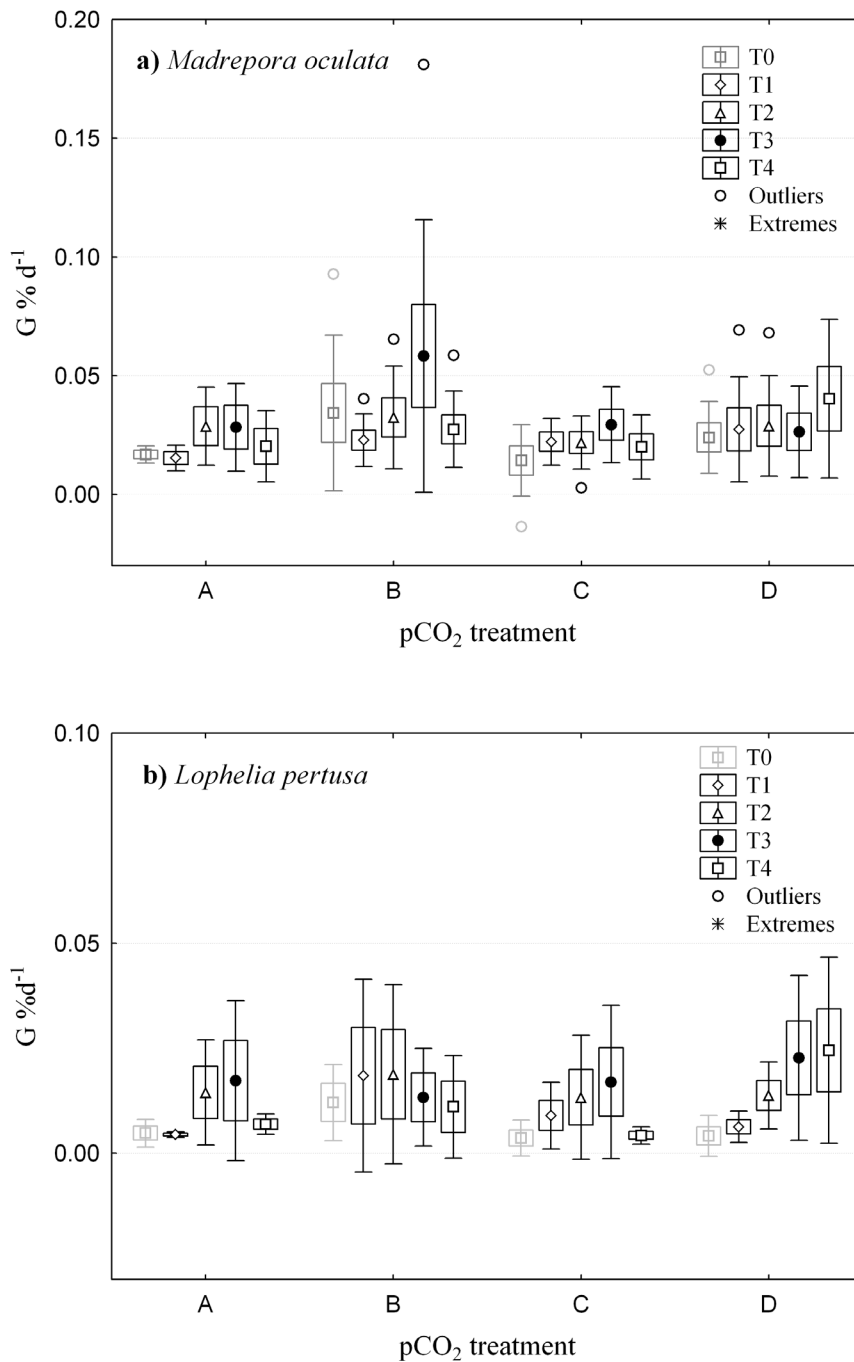 0.20
a) Madrepora oculata
T0
T1
T2
T3
T4
Outliers
Extremes
0.15
0.10
0.05
0.00
G % d-1
A B C D
pCO2 treatment
0.10
b) Lophelia pertusa
T0
T1
T2
T3
T4
Outliers
Extremes
0.05
0.00
G %d-1
A B C D
pCO2 treatment